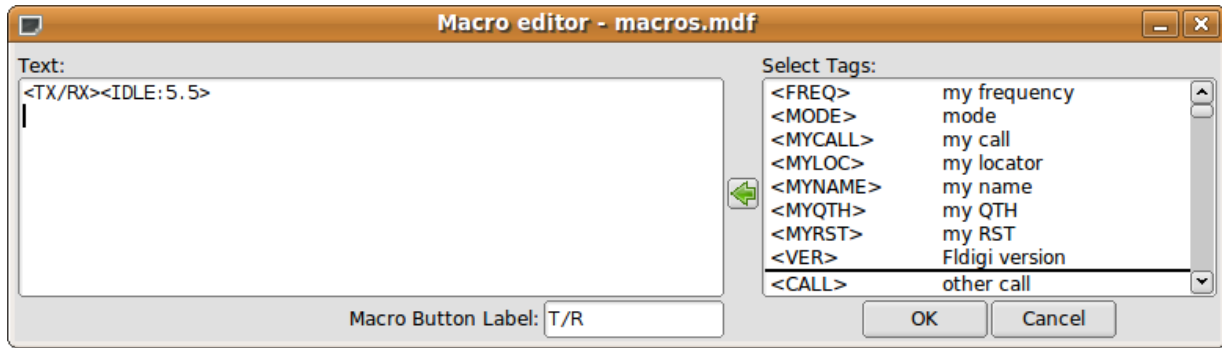 Macro editor - macros.mdf
Text:
<TX/RX><IDLE:5.5>
Macro Button Label: T/R
Select Tags:
<FREQ> my frequency
<MODE> mode
<MYCALL> my call
<MYLOC> my locator
<MYNAME> my name
<MYQTH> my QTH
<MYRST> my RST
<VER> Fldigi version
<CALL> other call
OK Cancel